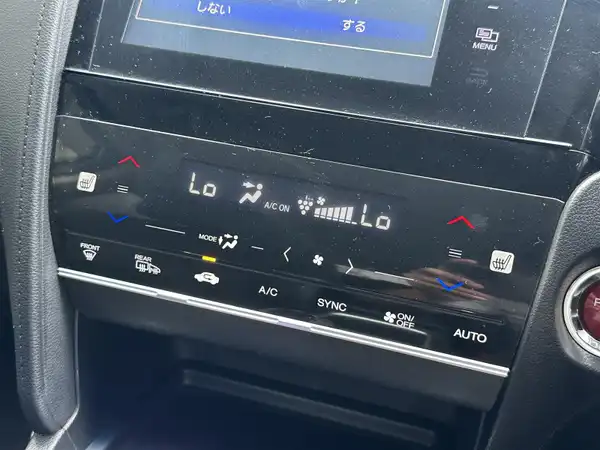 しない
する
MENU
Lo
A/C ON
Lo
FRONT
REAR
MODE
A/C
SYNC
ON/
OFF
AUTO